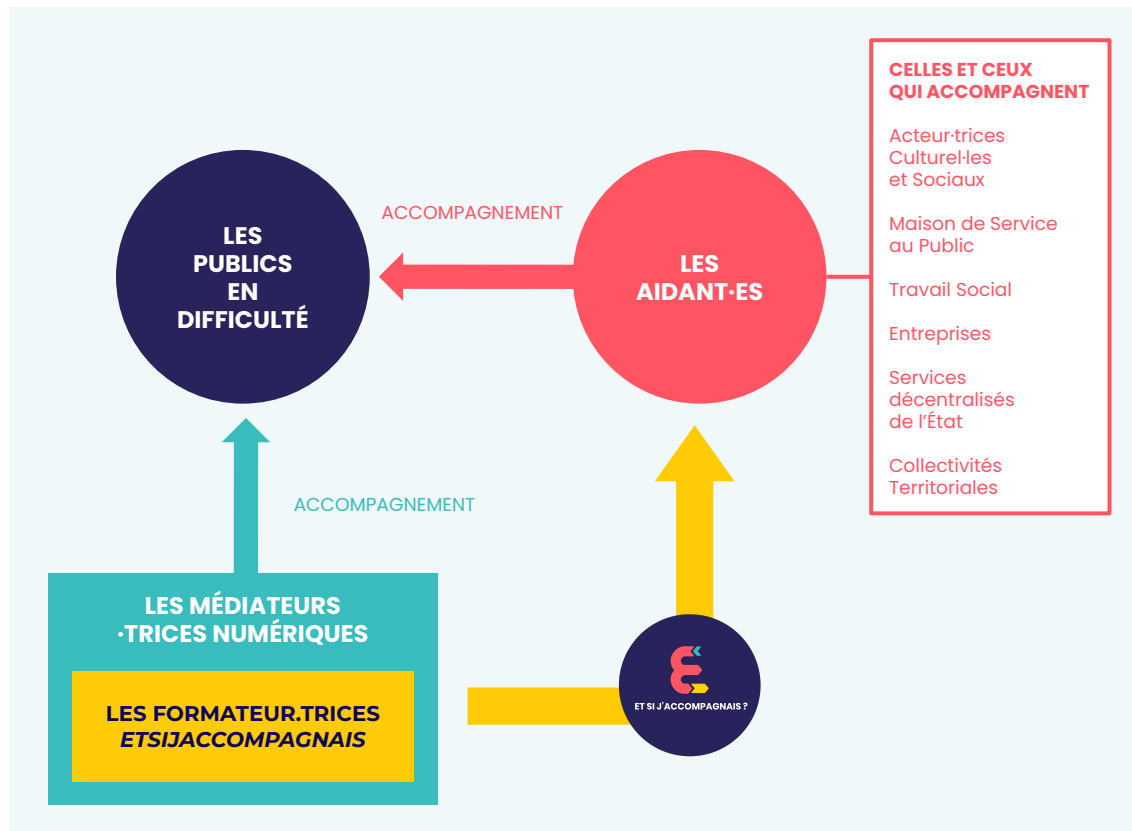 CELLES ET CEUX
QUI ACCOMPAGNENT
Acteur·trices
Culturel·les
et Sociaux
Maison de Service
au Public
Travail Social
Entreprises
Services
décentralisés
de l'État
Collectivités
Territoriales
ACCOMPAGNEMENT
LES
PUBLICS
EN
DIFFICULTÉ
LES
AIDANT·ES
ACCOMPAGNEMENT
LES MÉDIATEURS
·TRICES NUMÉRIQUES
LES FORMATEUR.TRICES
ETSIJACCOMPAGNAIS
ET SI J'ACCOMPAGNAIS ?